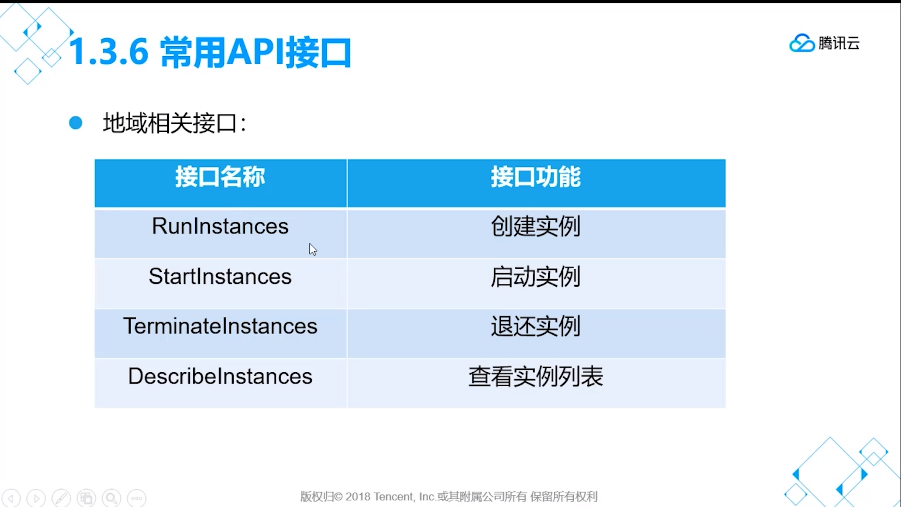 1.3.6 常用API接口
腾讯云
地域相关接口：
接口名称 接口功能
RunInstances 创建实例
StartInstances 启动实例
TerminateInstances 退还实例
DescribeInstances 查看实例列表
版权归© 2018 Tencent, Inc 或其附属公司所有 保留所有权利